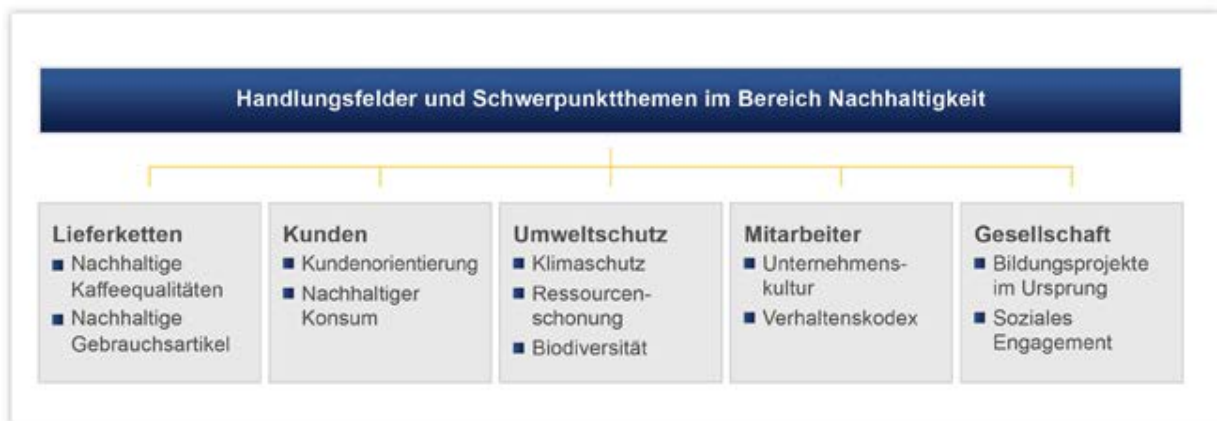 Handlungsfelder und Schwerpunktthemen im Bereich Nachhaltigkeit
Lieferketten
Nachhaltige
Kaffeequalitäten
Nachhaltige
Gebrauchsartikel
Kunden
Kundenorientierung
Nachhaltiger
Konsum
Umweltschutz
Klimaschutz
Ressourcen-
schonung
Biodiversität
Mitarbeiter
Unternehmens-
kultur
Verhaltenskodex
Gesellschaft
Bildungsprojekte
im Ursprung
Soziales
Engagement